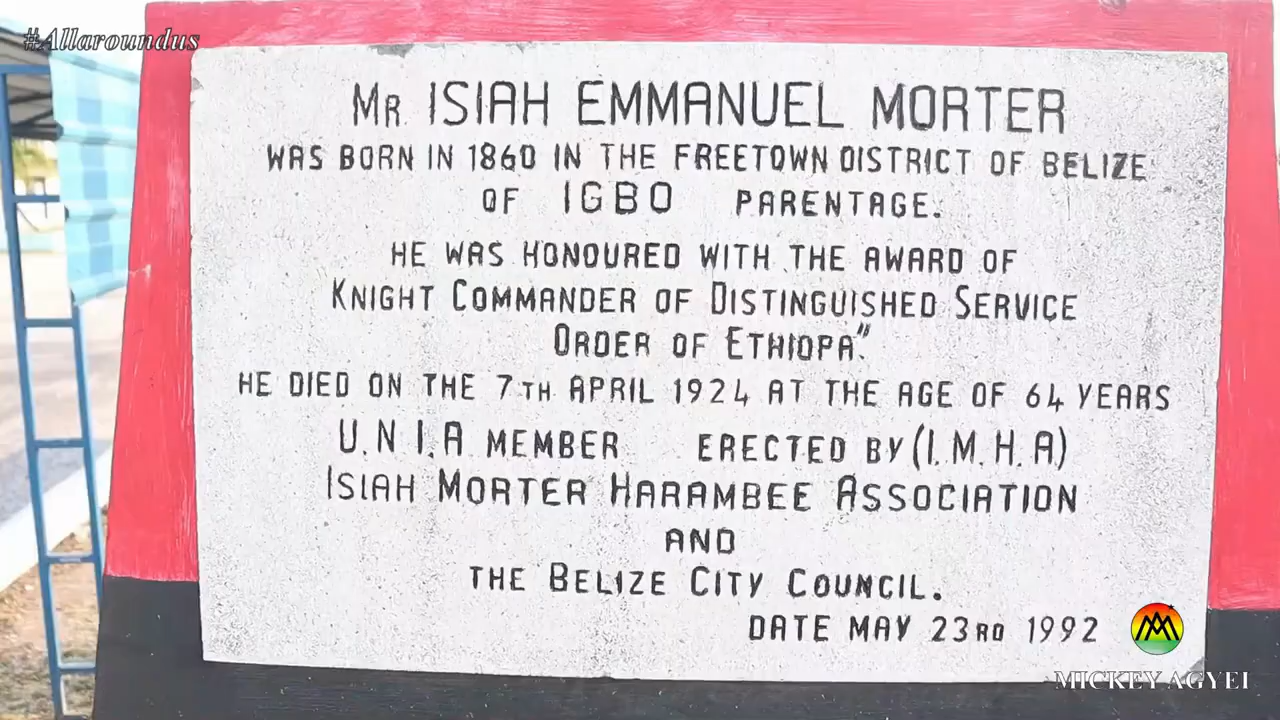 #Allaroundus
MR ISIAH EMMANUEL MORTER
WAS BORN IN 1860 IN THE FREETOWN DISTRICT OF BELIZE
OF IGBO PARENTAGE.
HE WAS HONOURED WITH THE AWARD OF
KNIGHT COMMANDER OF DISTINGUISHED SERVICE
ORDER OF ETHIOPA".
HE DIED ON THE 7TH APRIL 1924 AT THE AGE OF 64 YEARS
U.N.I.A MEMBER ERECTED BY (I.M.H.A)
ISIAH MORTER HARAMBEE ASSOCIATION
AND
THE BELIZE CITY COUNCIL.
DATE MAY 23RD 1992
MICKEY AGYEI